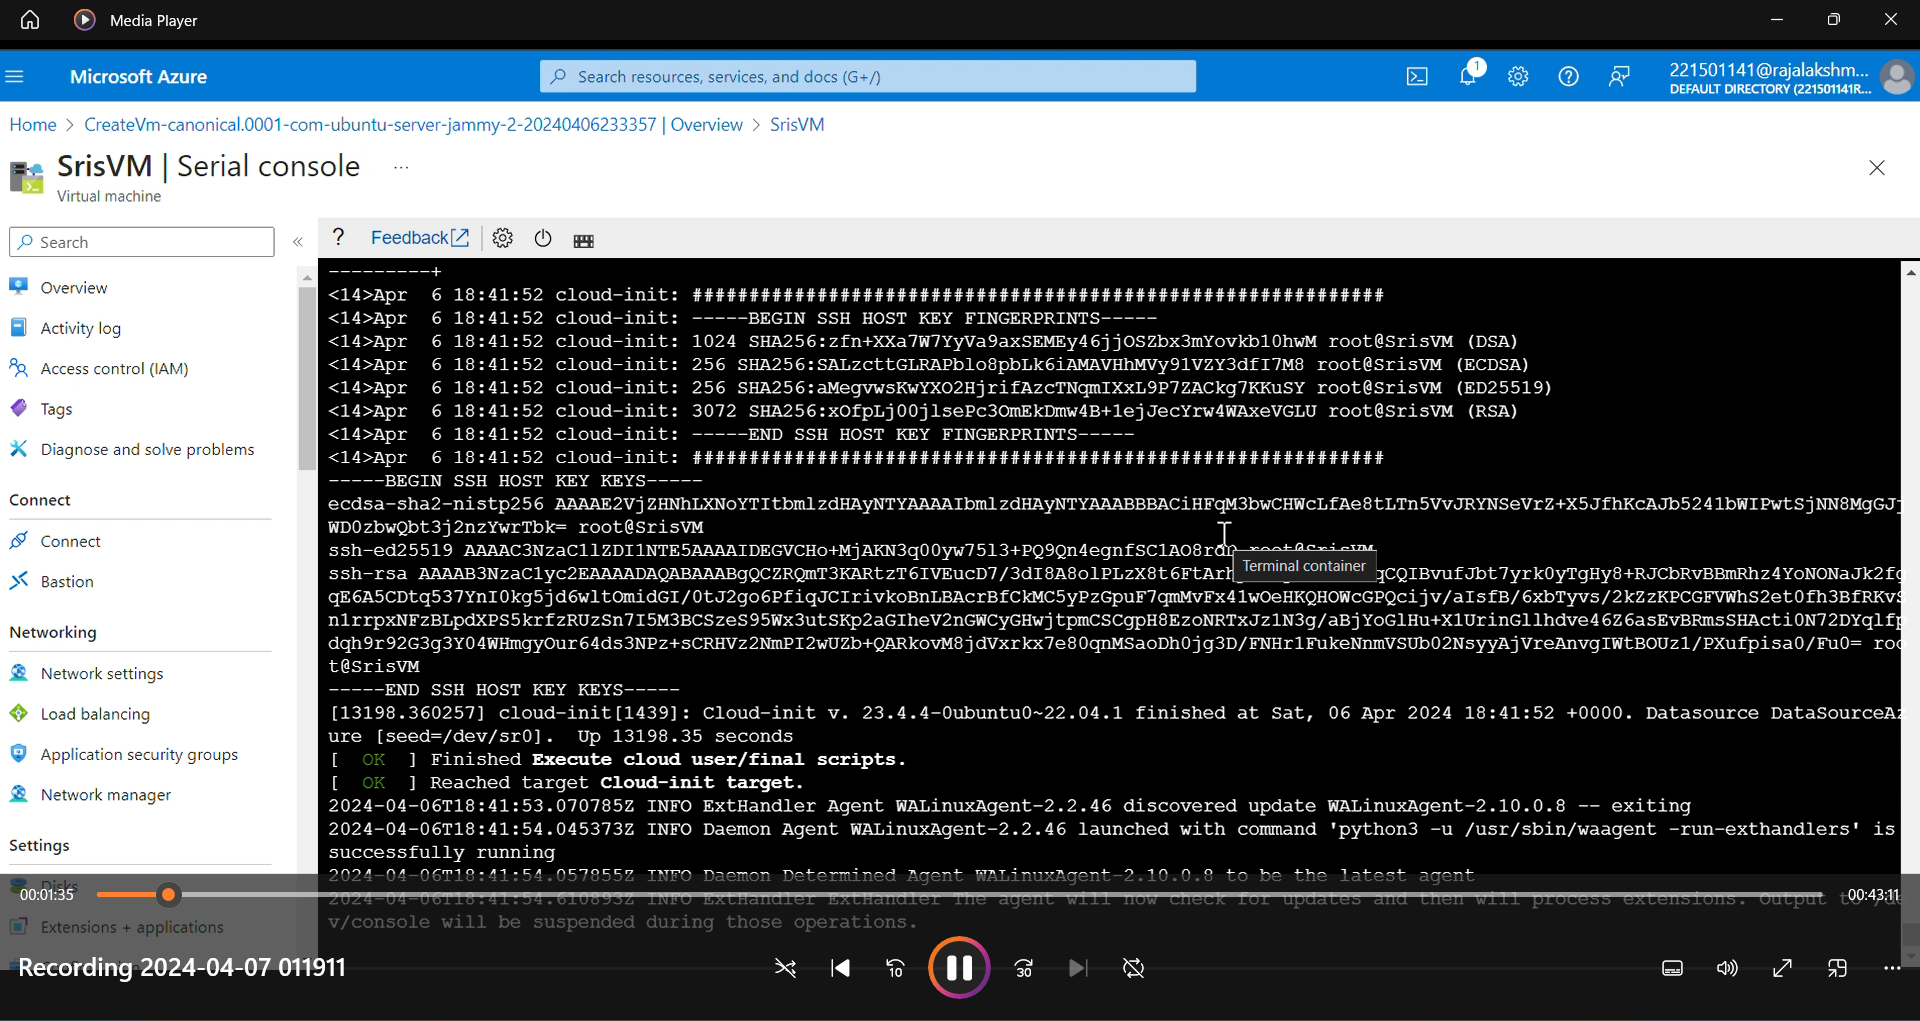 Media Player
Microsoft Azure
Search resources, services, and docs (G+/)
1
221501141@rajalakshm...
DEFAULT DIRECTORY (221501141R...
Home > CreateVm-canonical.0001-com-ubuntu-server-jammy-2-20240406233357 | Overview > SrisVM
SrisVM | Serial console ...
Virtual machine
Search
«
? Feedback
Overview
Activity log
Access control (IAM)
Tags
Diagnose and solve problems
Connect
Connect
Bastion
Networking
Network settings
Load balancing
Application security groups
Network manager
Settings
Disks
Extensions + applications
---------+
<14>Apr  6 18:41:52 cloud-init: #############################################################
<14>Apr  6 18:41:52 cloud-init: -----BEGIN SSH HOST KEY FINGERPRINTS-----
<14>Apr  6 18:41:52 cloud-init: 1024 SHA256:zfn+XXa7W7YyVa9axSEMEy46jjOSZbx3mYovkb10hwM root@SrisVM (DSA)
<14>Apr  6 18:41:52 cloud-init: 256 SHA256:SALzcttGLRAPblo8pbLk6iAMAVHhMVy91VZY3dfI7M8 root@SrisVM (ECDSA)
<14>Apr  6 18:41:52 cloud-init: 256 SHA256:aMegvwsKwYXO2HjrifAzcTNqmIXxL9P7ZACkg7KKuSY root@SrisVM (ED25519)
<14>Apr  6 18:41:52 cloud-init: 3072 SHA256:xOfpLj00jlsePc3OmEkDmw4B+1ejJecYrw4WAxeVGLU root@SrisVM (RSA)
<14>Apr  6 18:41:52 cloud-init: -----END SSH HOST KEY FINGERPRINTS-----
<14>Apr  6 18:41:52 cloud-init: #############################################################
-----BEGIN SSH HOST KEY KEYS-----
ecdsa-sha2-nistp256 AAAAE2VjZHNhLXNoYTItbmlzdHAyNTYAAAAIbmlzdHAyNTYAAABBBACiHFqM3bwCHWcLfAe8tLTn5VvJRYNSeVrZ+X5JfhKcAJb5241bWIPwtSjNN8MgGJj
WD0zbwQbt3j2nzYwrTbk= root@SrisVM
ssh-ed25519 AAAAC3NzaC1lZDI1NTE5AAAAIDEGVCHo+MjAKN3q00yw75l3+PQ9Qn4egnfSC1AO8rdn root@SrisVM
Terminal container
ssh-rsa AAAAB3NzaC1yc2EAAAADAQABAAABgQCZRQmT3KARtzT6IVEucD7/3dI8A8olPLzX8t6FtArh qCQIBvufJbt7yrk0yTgHy8+RJCbRvBBmRhz4YoNONaJk2fg
qE6A5CDtq537YnI0kg5jd6wltOmidGI/0tJ2go6PfiqJCIrivkoBnLBAcrBfCkMC5yPzGpuF7qmMvFx41wOeHKQHOWcGPQcijv/aIsfB/6xbTyvs/2kZzKPCGFVWhS2et0fh3BfRKvS
n1rrpxNFzBLpdXPS5krfzRUzSn7I5M3BCSzeS95Wx3utSKp2aGIheV2nGWCyGHwjtpmCSCgpH8EzoNRTxJz1N3g/aBjYoGlHu+X1UrinGllhdve46Z6asEvBRmsSHActi0N72DYqlfp
dqh9r92G3g3Y04WHmgyOur64ds3NPz+sCRHVz2NmPI2wUZb+QARkovM8jdVxrkx7e80qnMSaoDh0jg3D/FNHr1FukeNnmVSUb02NsyyAjVreAnvgIWtBOUz1/PXufpisa0/Fu0= roo
t@SrisVM
-----END SSH HOST KEY KEYS-----
[13198.360257] cloud-init[1439]: Cloud-init v. 23.4.4-0ubuntu0~22.04.1 finished at Sat, 06 Apr 2024 18:41:52 +0000. Datasource DataSourceAz
ure [seed=/dev/sr0].  Up 13198.35 seconds
[  OK  ] Finished Execute cloud user/final scripts.
[  OK  ] Reached target Cloud-init target.
2024-04-06T18:41:53.070785Z INFO ExtHandler Agent WALinuxAgent-2.2.46 discovered update WALinuxAgent-2.10.0.8 -- exiting
2024-04-06T18:41:54.045373Z INFO Daemon Agent WALinuxAgent-2.2.46 launched with command 'python3 -u /usr/sbin/waagent -run-exthandlers' is
successfully running
2024-04-06T18:41:54.057855Z INFO Daemon Determined Agent WALinuxAgent-2.10.0.8 to be the latest agent
2024-04-06T18:41:54.610893Z INFO ExtHandler ExtHandler The agent will now check for updates and then will process extensions. Output to /de
v/console will be suspended during those operations.
00:01:35
00:43:11
Recording 2024-04-07 011911
10
30